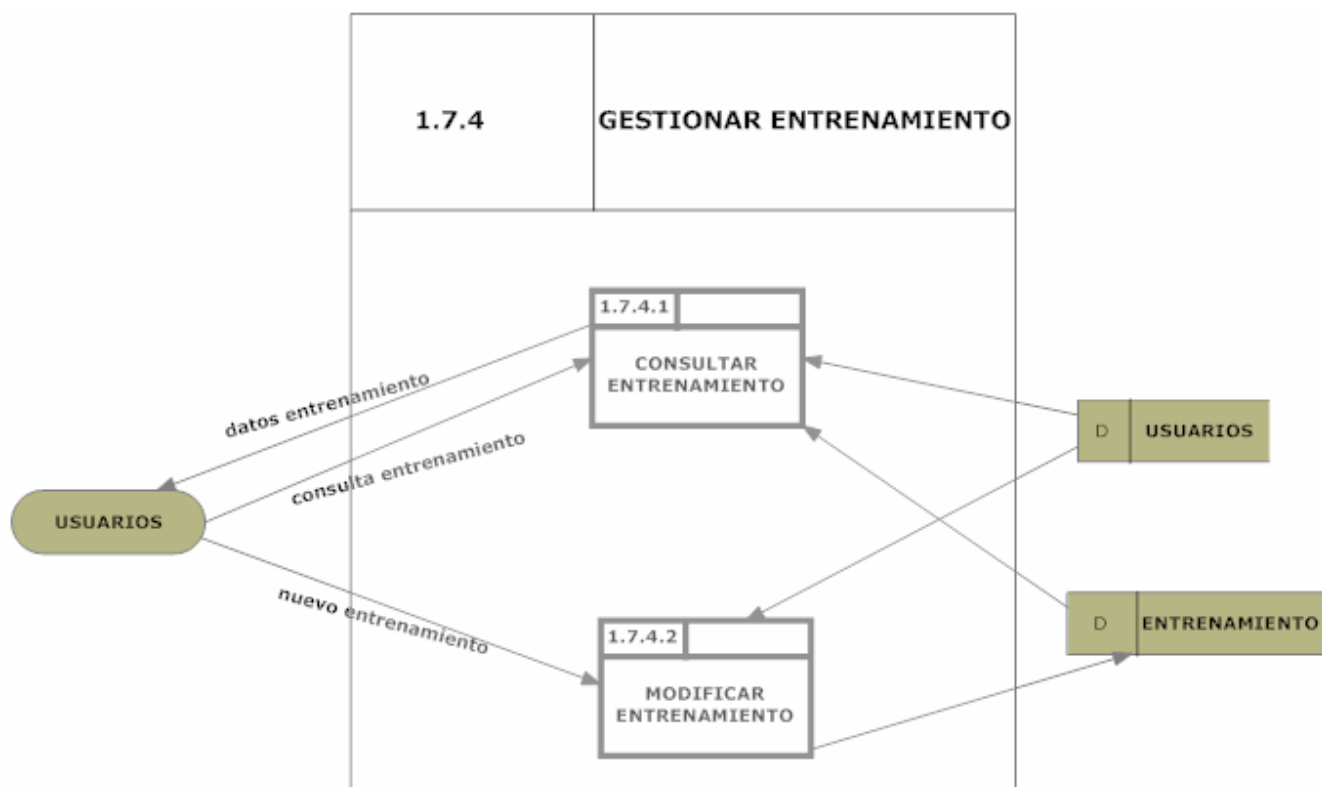 1.7.4
GESTIONAR ENTRENAMIENTO
1.7.4.1
CONSULTAR
ENTRENAMIENTO
datos entrenamiento
consulta entrenamiento
D
USUARIOS
USUARIOS
nuevo entrenamiento
D
ENTRENAMIENTO
1.7.4.2
MODIFICAR
ENTRENAMIENTO